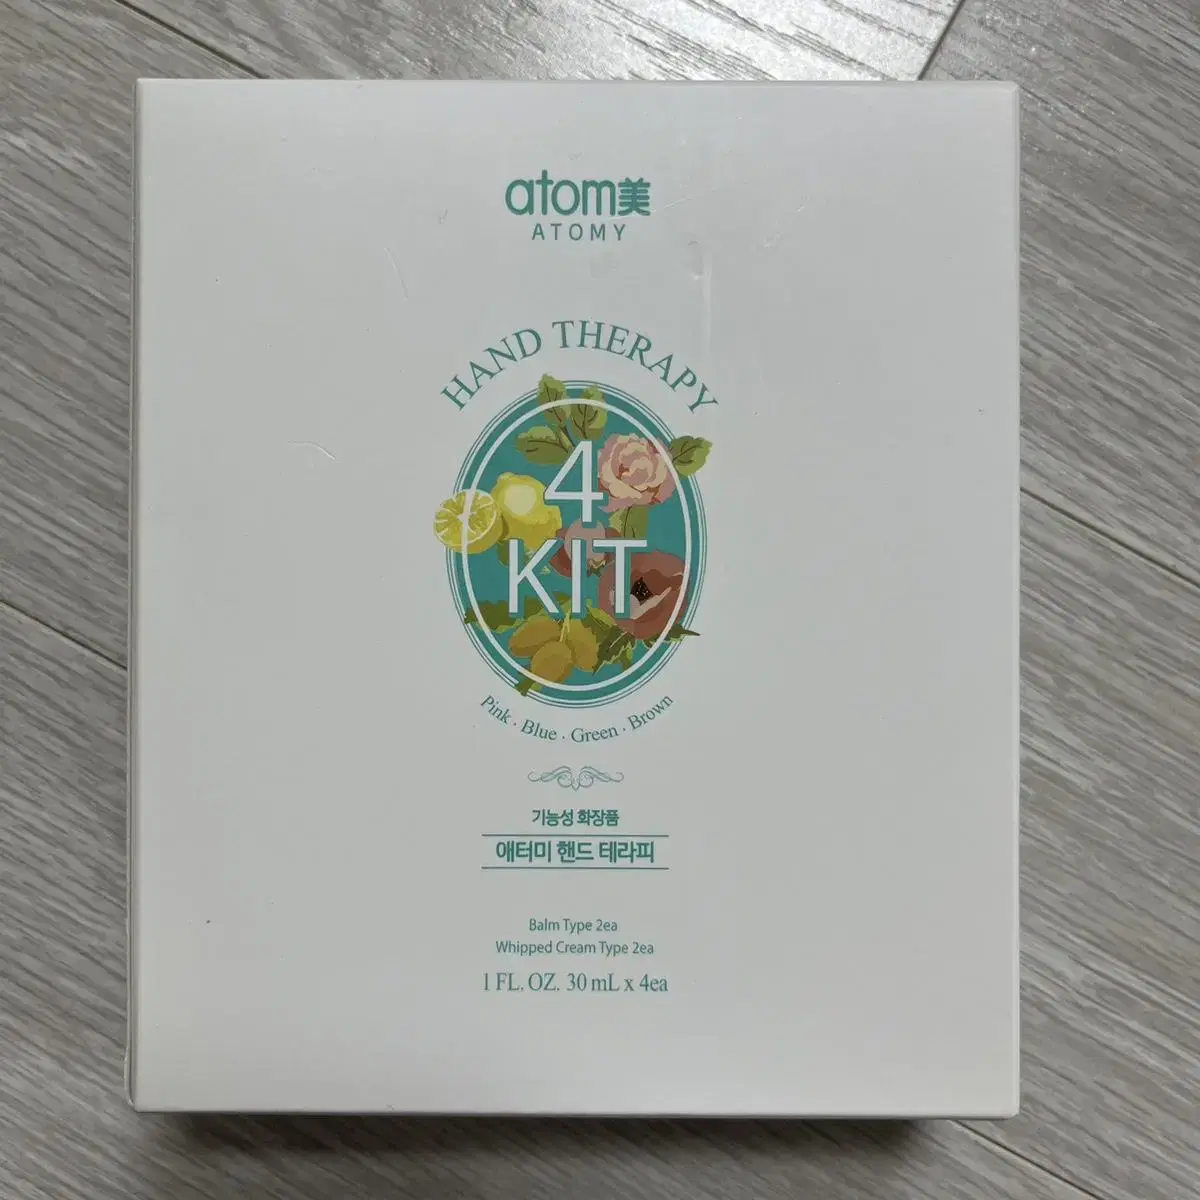 atom美
ATOMY
HAND THERAPY
4
KIT
Pink · Blue · Green · Brown
기능성 화장품
애터미 핸드 테라피
Balm Type 2ea
Whipped Cream Type 2ea
1 FL. OZ. 30 mL x 4ea